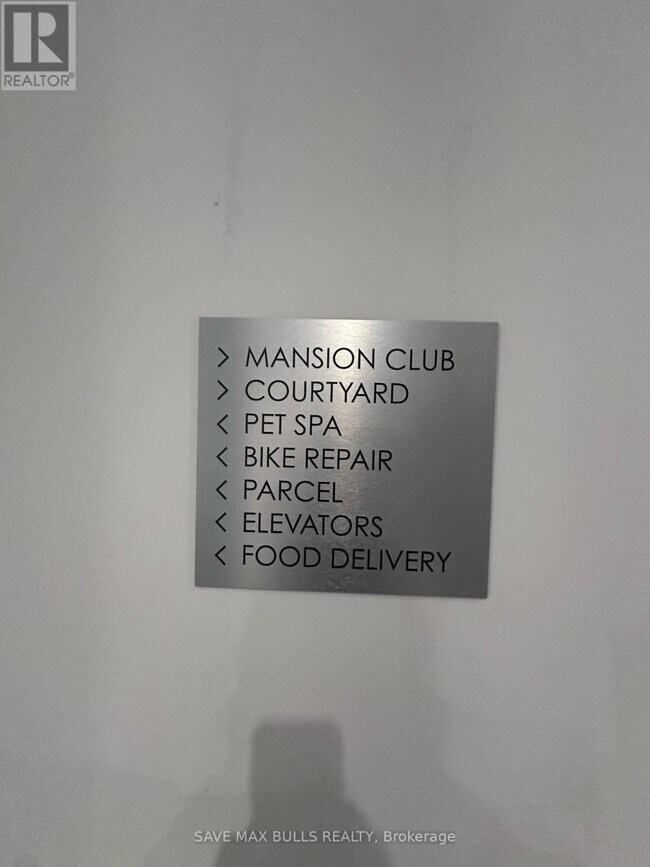 R
REALTOR®
> MANSION CLUB
> COURTYARD
< PET SPA
< BIKE REPAIR
< PARCEL
< ELEVATORS
< FOOD DELIVERY
SAVE MAX BULLS REALTY, Brokerage